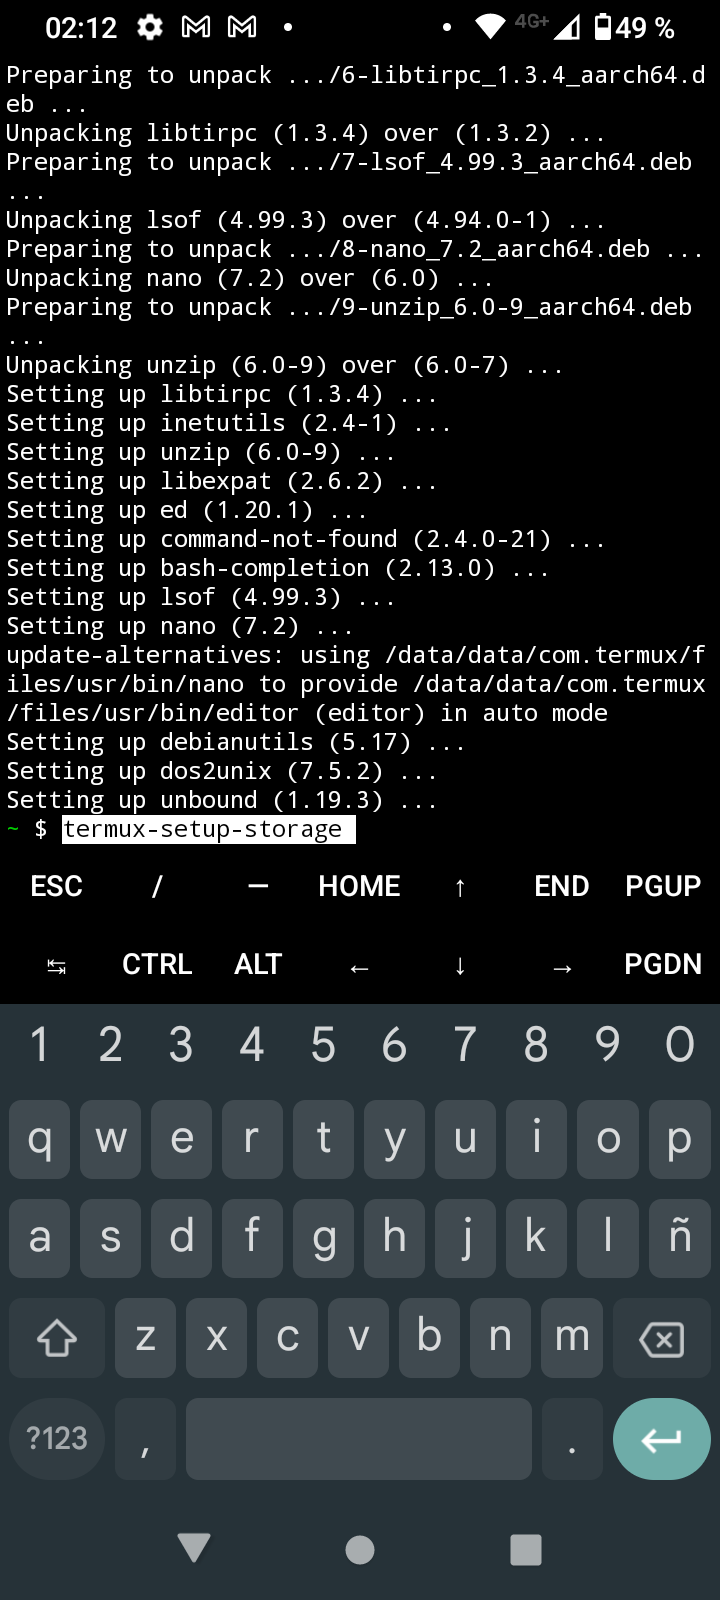 02:12 4G+ 49 %
Preparing to unpack .../6-libtirpc_1.3.4_aarch64.d
eb ...
Unpacking libtirpc (1.3.4) over (1.3.2) ...
Preparing to unpack .../7-lsof_4.99.3_aarch64.deb
...
Unpacking lsof (4.99.3) over (4.94.0-1) ...
Preparing to unpack .../8-nano_7.2_aarch64.deb ...
Unpacking nano (7.2) over (6.0) ...
Preparing to unpack .../9-unzip_6.0-9_aarch64.deb
...
Unpacking unzip (6.0-9) over (6.0-7) ...
Setting up libtirpc (1.3.4) ...
Setting up inetutils (2.4-1) ...
Setting up unzip (6.0-9) ...
Setting up libexpat (2.6.2) ...
Setting up ed (1.20.1) ...
Setting up command-not-found (2.4.0-21) ...
Setting up bash-completion (2.13.0) ...
Setting up lsof (4.99.3) ...
Setting up nano (7.2) ...
update-alternatives: using /data/data/com.termux/f
iles/usr/bin/nano to provide /data/data/com.termux
/files/usr/bin/editor (editor) in auto mode
Setting up debianutils (5.17) ...
Setting up dos2unix (7.5.2) ...
Setting up unbound (1.19.3) ...
~ $ termux-setup-storage
ESC / — HOME ↑ END PGUP
↹ CTRL ALT ← ↓ → PGDN
1 2 3 4 5 6 7 8 9 0
q w e r t y u i o p
a s d f g h j k l ñ
z x c v b n m
?123 , .